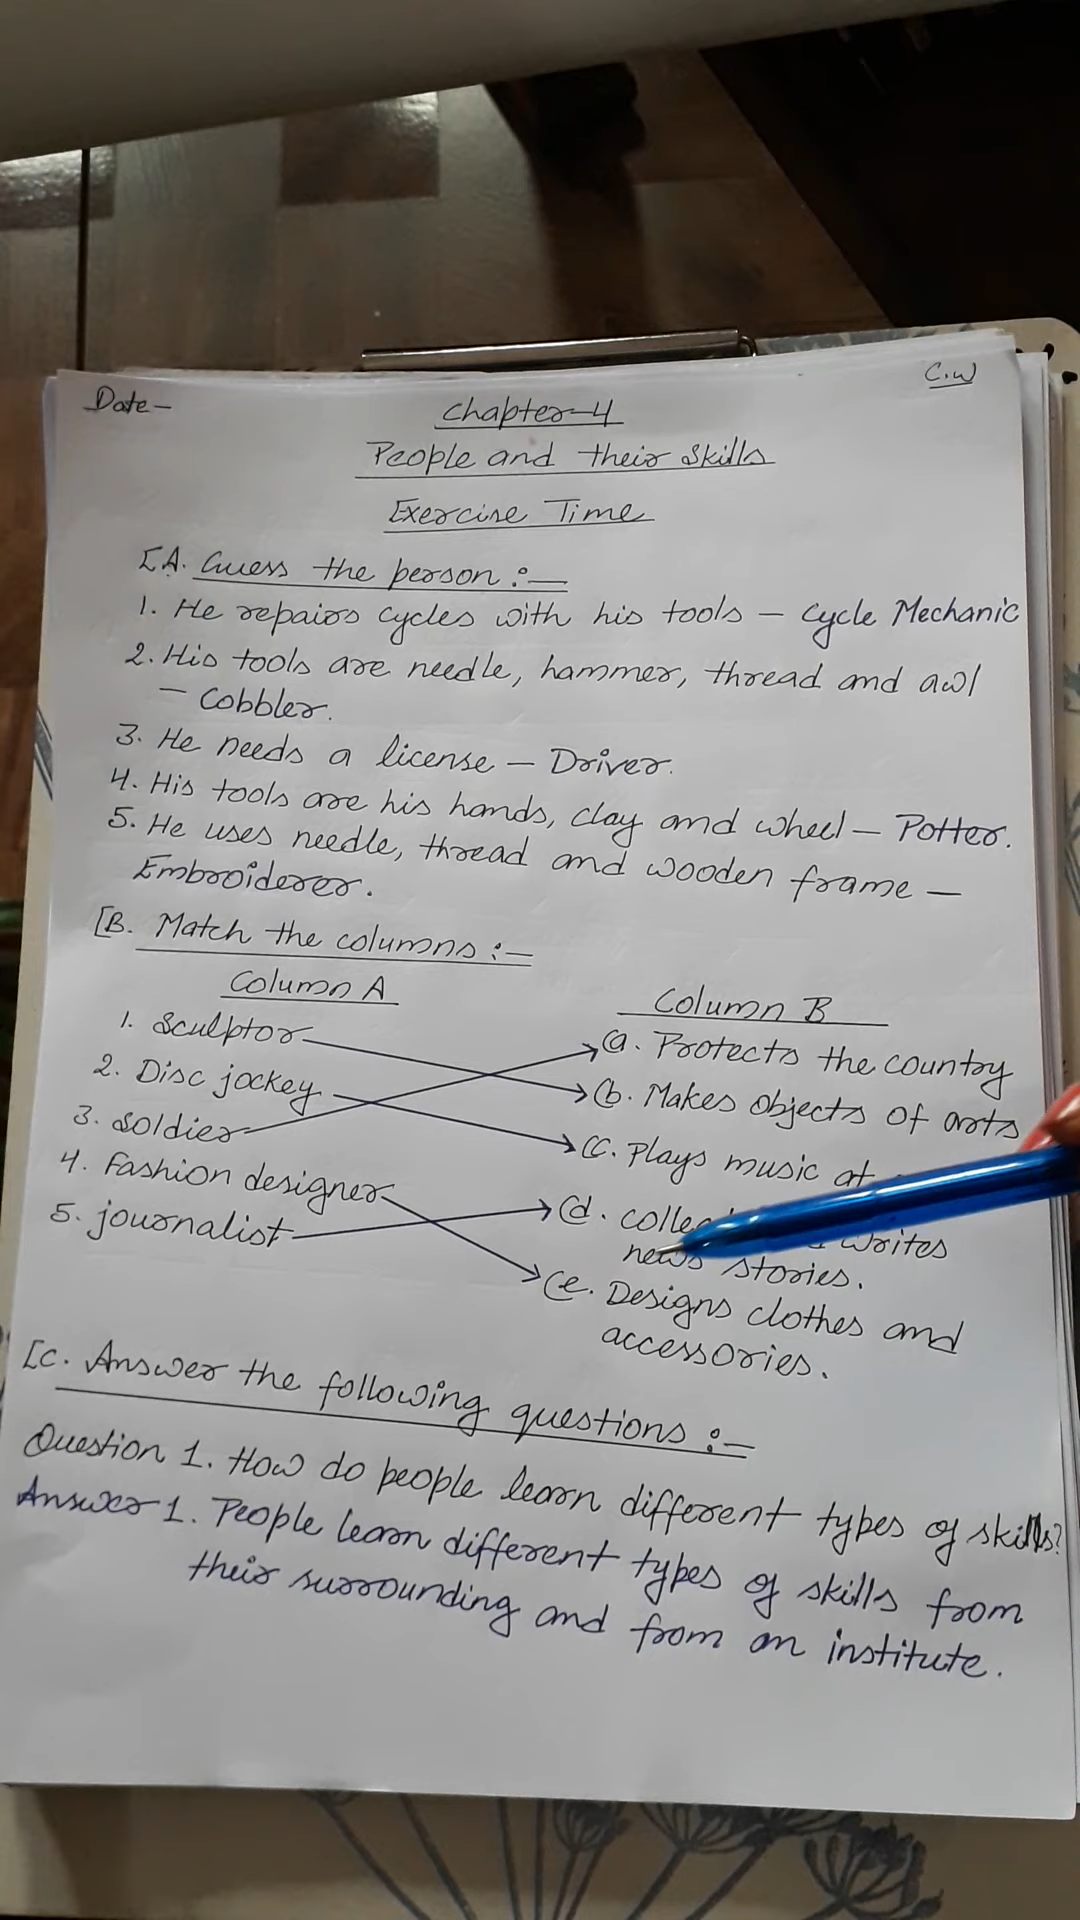 Date-
C.W
Chapter-4
People and their Skills
Exercise Time
[A. Guess the person :-
1. He repairs cycles with his tools - Cycle Mechanic
2. His tools are needle, hammer, thread and awl
- Cobbler.
3. He needs a license - Driver.
4. His tools are his hands, clay and wheel - Potter.
5. He uses needle, thread and wooden frame -
Embroiderer.
[B. Match the columns :-
Column A
Column B
1. Sculptor
(a. Protects the country
2. Disc jockey
(b. Makes objects of arts
3. Soldier
(c. Plays music at
4. Fashion designer
(d. writes
news stories.
5. journalist
(e. Designs clothes and
accessories.
[C. Answer the following questions :-
Question 1. How do people learn different types of skills?
Answer 1. People learn different types of skills from
their surrounding and from an institute.